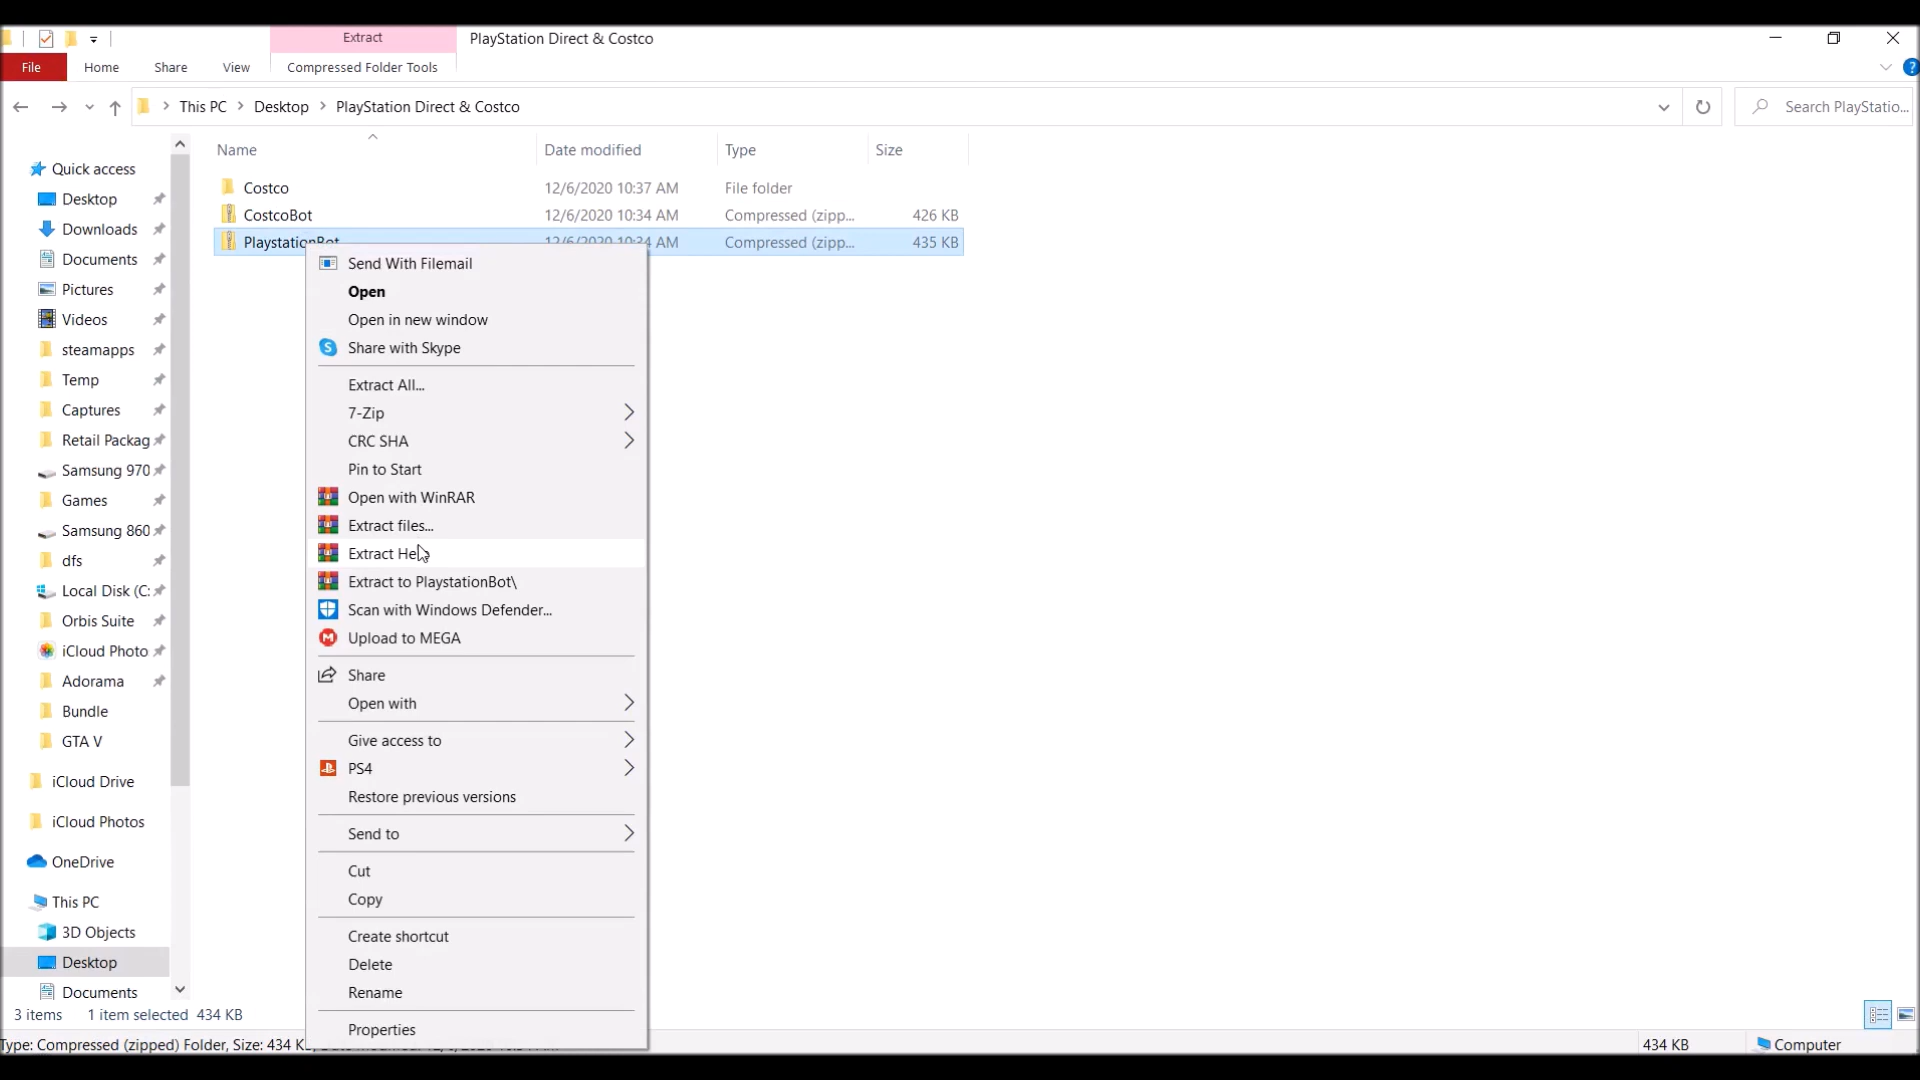 Extract
PlayStation Direct & Costco
File
Home
Share
View
Compressed Folder Tools
?
This PC
Desktop
PlayStation Direct & Costco
Search PlayStatio...
Name
Date modified
Type
Size
Quick access
Desktop
Downloads
Documents
Pictures
Videos
steamapps
Temp
Captures
Retail Packag
Samsung 970
Games
Samsung 860
dfs
Local Disk (C:
Orbis Suite
iCloud Photo
Adorama
Bundle
GTA V
iCloud Drive
iCloud Photos
OneDrive
This PC
3D Objects
Desktop
Documents
Costco 12/6/2020 10:37 AM File folder
CostcoBot 12/6/2020 10:34 AM Compressed (zipp... 426 KB
PlaystationBot 12/6/2020 10:34 AM Compressed (zipp... 435 KB
Send With Filemail
Open
Open in new window
Share with Skype
Extract All...
7-Zip
CRC SHA
Pin to Start
Open with WinRAR
Extract files...
Extract Here
Extract to PlaystationBot\
Scan with Windows Defender...
Upload to MEGA
Share
Open with
Give access to
PS4
Restore previous versions
Send to
Cut
Copy
Create shortcut
Delete
Rename
Properties
3 items 1 item selected 434 KB
Type: Compressed (zipped) Folder, Size: 434 K
434 KB
Computer